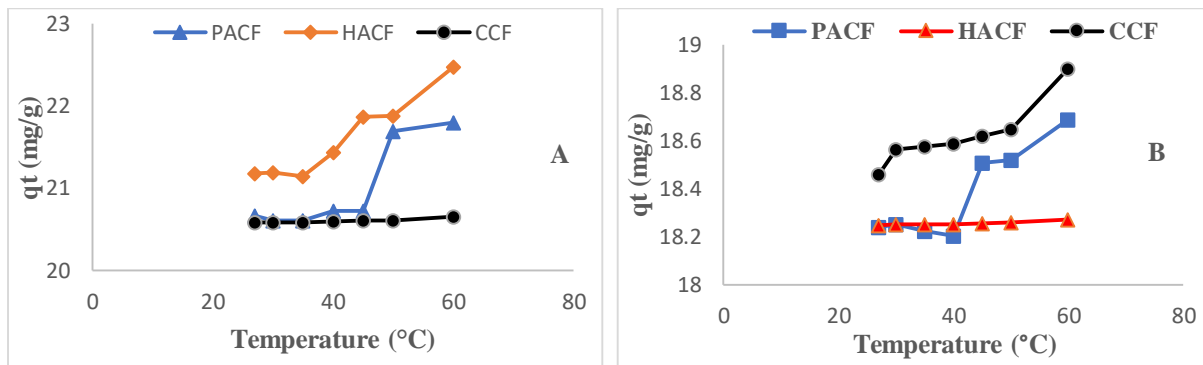 PACF HACF CCF
23
22
21
20
qt (mg/g)
A
0 20 40 60 80
Temperature (°C)
PACF HACF CCF
19
18.8
18.6
18.4
18.2
18
qt (mg/g)
B
0 20 40 60 80
Temperature (°C)